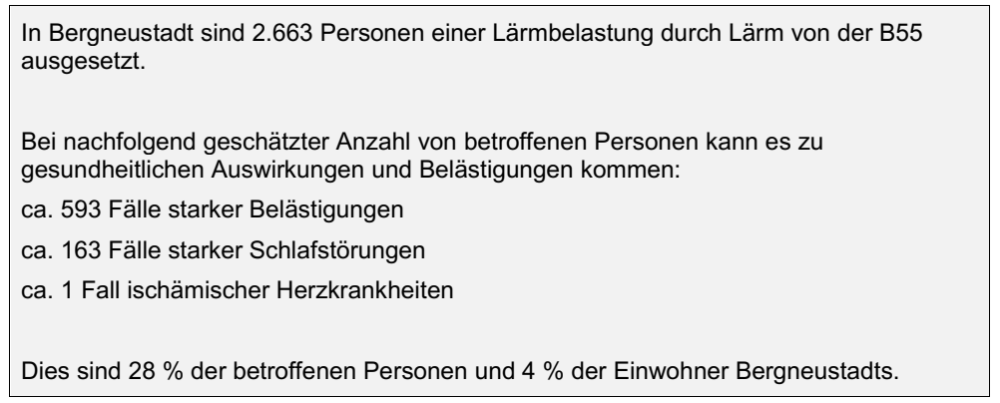 In Bergneustadt sind 2.663 Personen einer Lärmbelastung durch Lärm von der B55
ausgesetzt.
Bei nachfolgend geschätzter Anzahl von betroffenen Personen kann es zu
gesundheitlichen Auswirkungen und Belästigungen kommen:
ca. 593 Fälle starker Belästigungen
ca. 163 Fälle starker Schlafstörungen
ca. 1 Fall ischämischer Herzkrankheiten
Dies sind 28 % der betroffenen Personen und 4 % der Einwohner Bergneustadts.